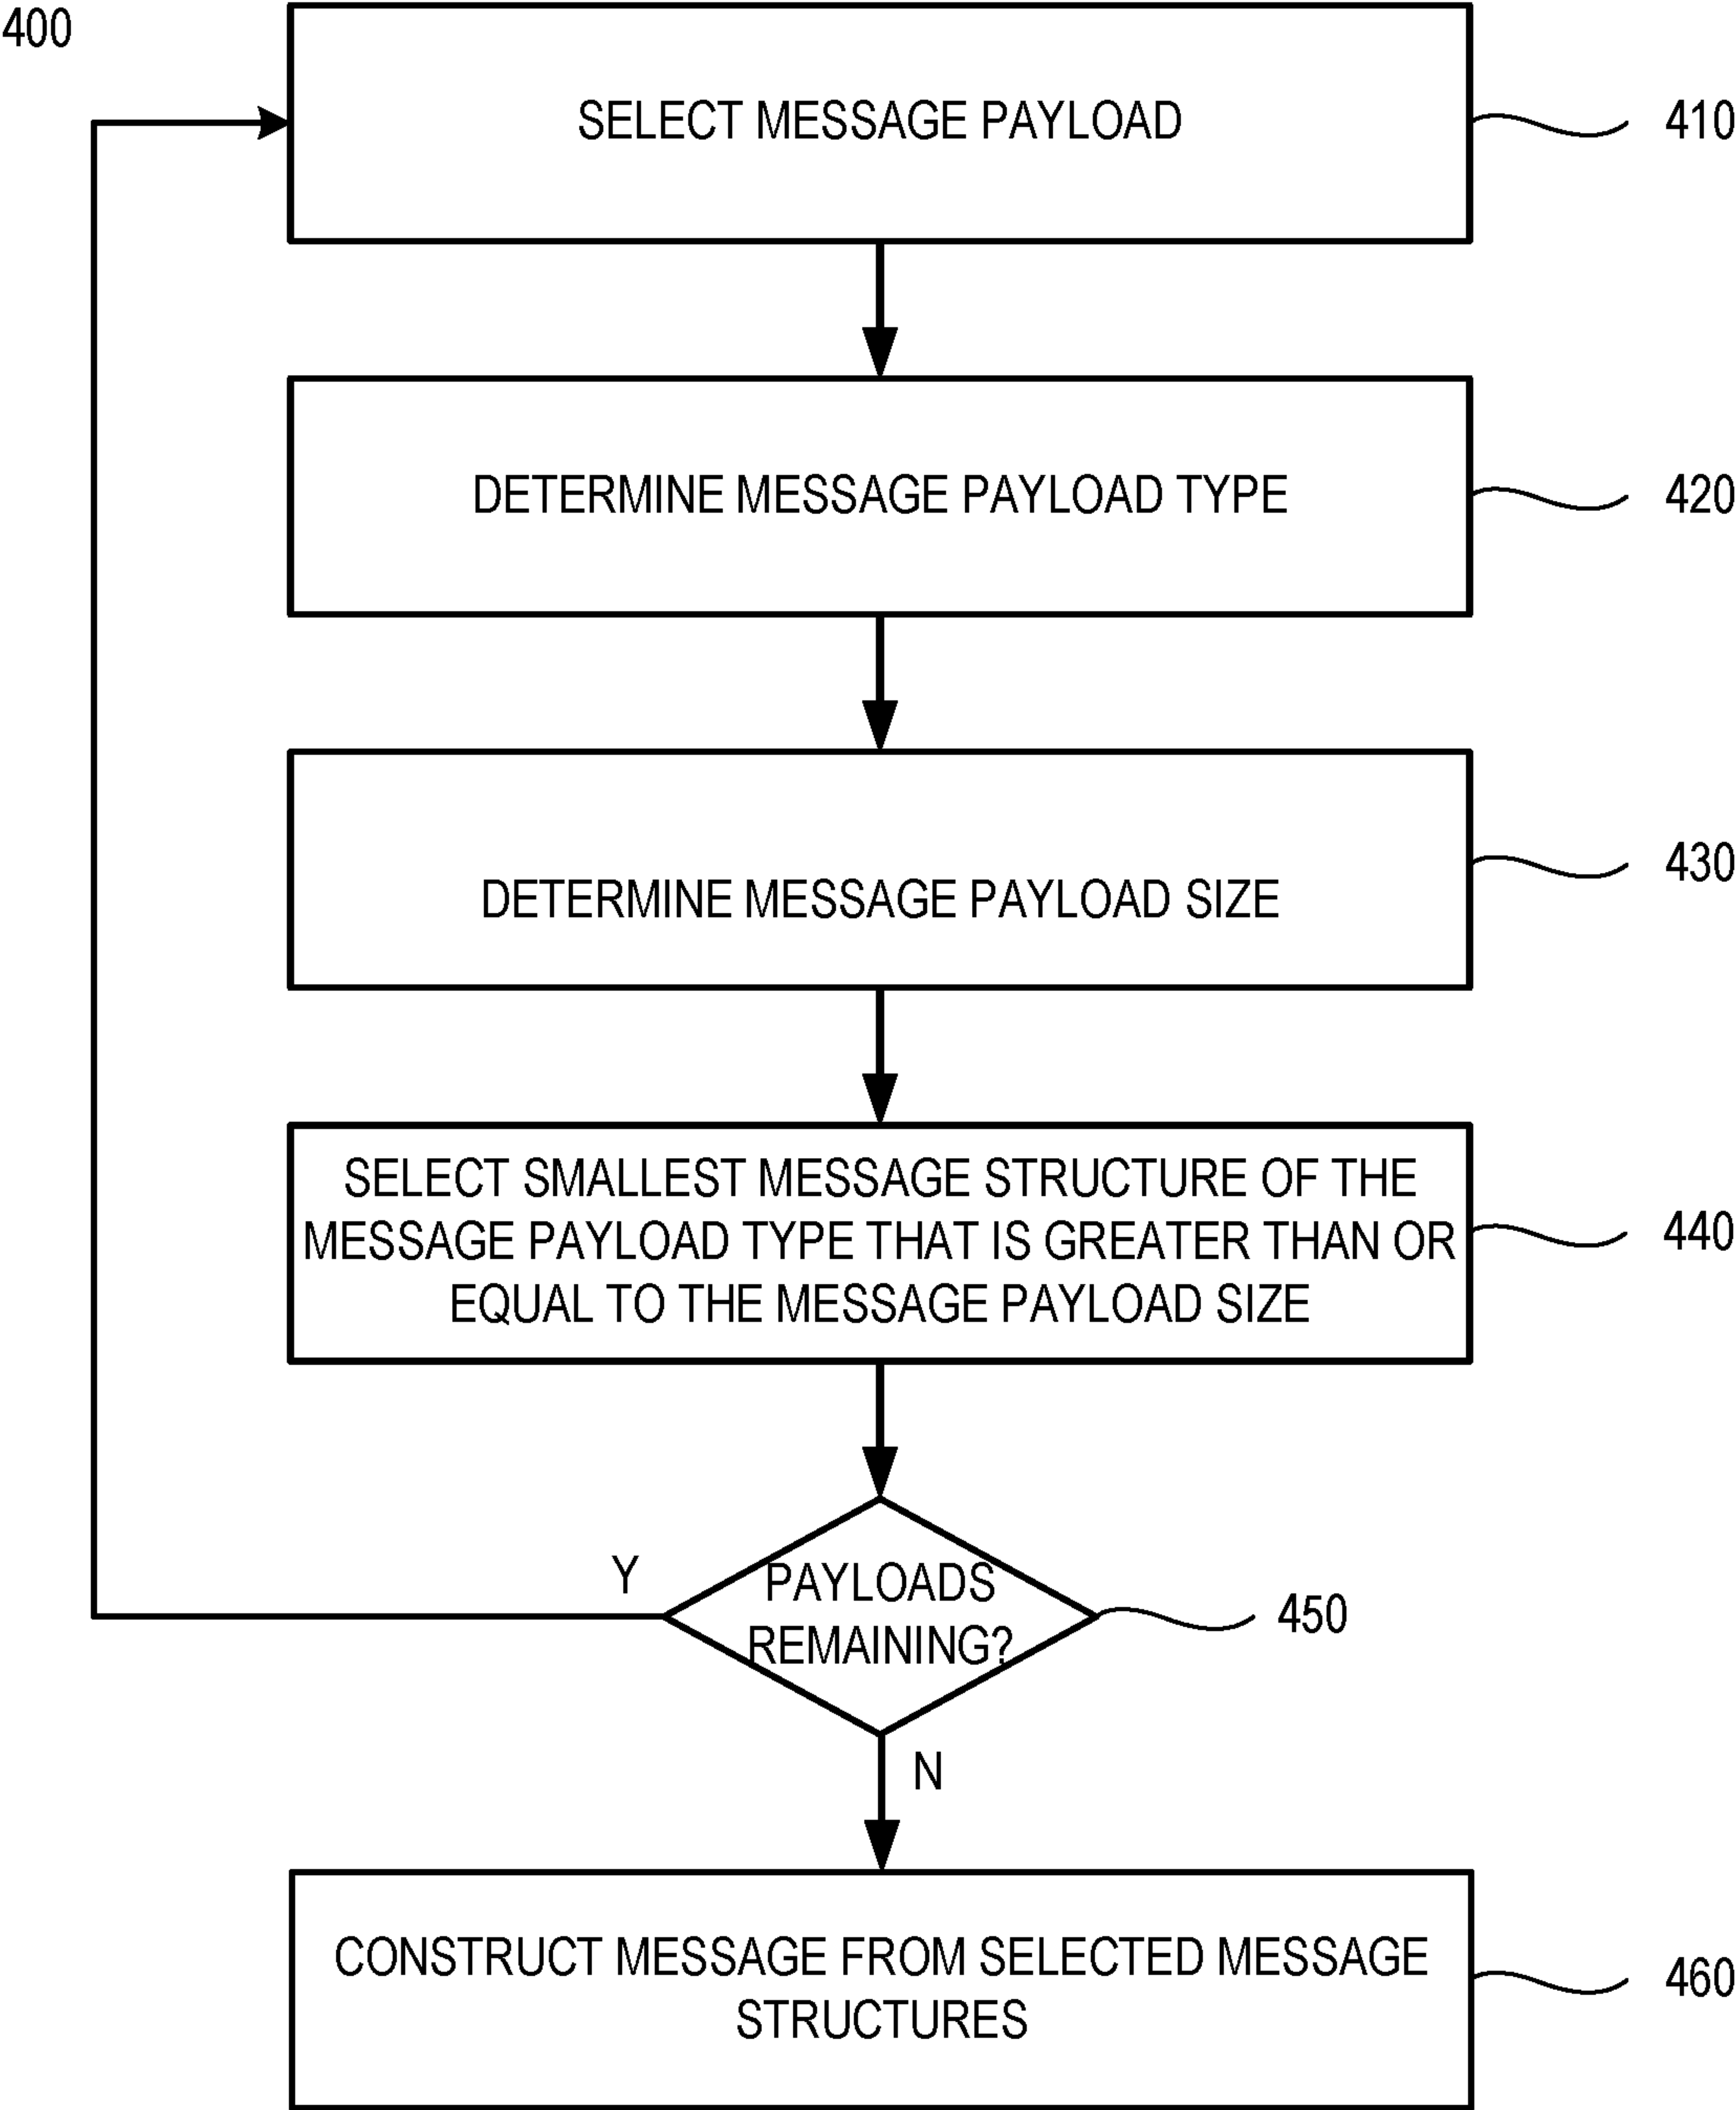 400
SELECT MESSAGE PAYLOAD
410
DETERMINE MESSAGE PAYLOAD TYPE
420
DETERMINE MESSAGE PAYLOAD SIZE
430
SELECT SMALLEST MESSAGE STRUCTURE OF THE
MESSAGE PAYLOAD TYPE THAT IS GREATER THAN OR
EQUAL TO THE MESSAGE PAYLOAD SIZE
440
Y
PAYLOADS
REMAINING?
450
N
CONSTRUCT MESSAGE FROM SELECTED MESSAGE
STRUCTURES
460